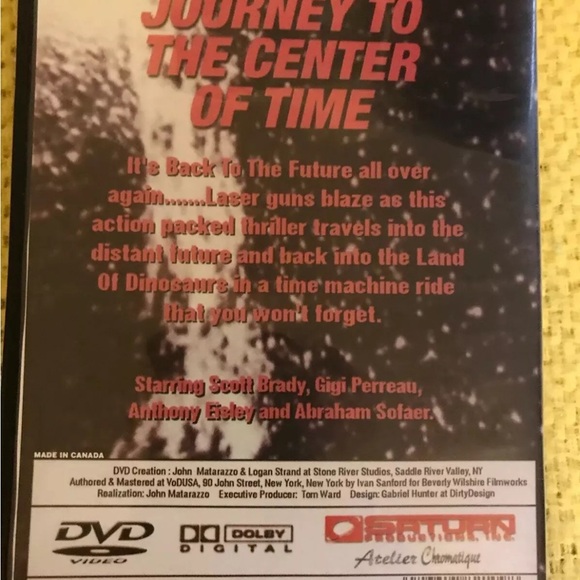 JOURNEY TO
THE CENTER
OF TIME
It's Back To The Future all over
again.......Laser guns blaze as this
action packed thriller travels into the
distant future and back into the Land
Of Dinosaurs in a time machine ride
that you won't forget.
Starring Scott Brady, Gigi Perreau,
Anthony Eisley and Abraham Sofaer.
MADE IN CANADA
DVD Creation : John Matarazzo & Logan Strand at Stone River Studios, Saddle River Valley, NY
Authored & Mastered at VoDUSA, 90 John Street, New York, New York by Ivan Sanford for Beverly Wilshire Filmworks
Realization: John Matarazzo Executive Producer: Tom Ward Design: Gabriel Hunter at DirtyDesign
DVD
VIDEO
DOLBY
DIGITAL
SATURN
PRODUCTIONS, INC.
Atelier Chromatique